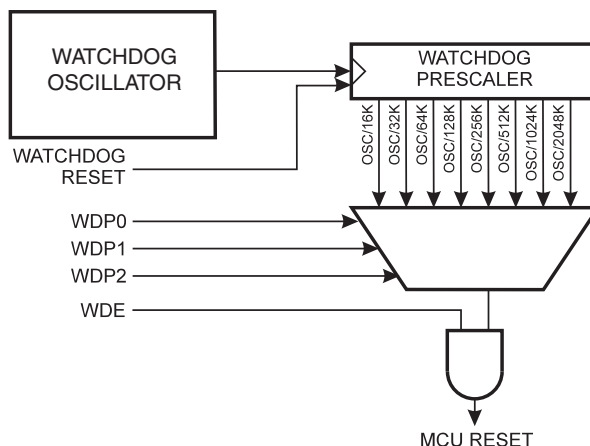 WATCHDOG
OSCILLATOR
WATCHDOG
PRESCALER
OSC/16K
OSC/32K
OSC/64K
OSC/128K
OSC/256K
OSC/512K
OSC/1024K
OSC/2048K
WATCHDOG
RESET
WDP0
WDP1
WDP2
WDE
MCU RESET